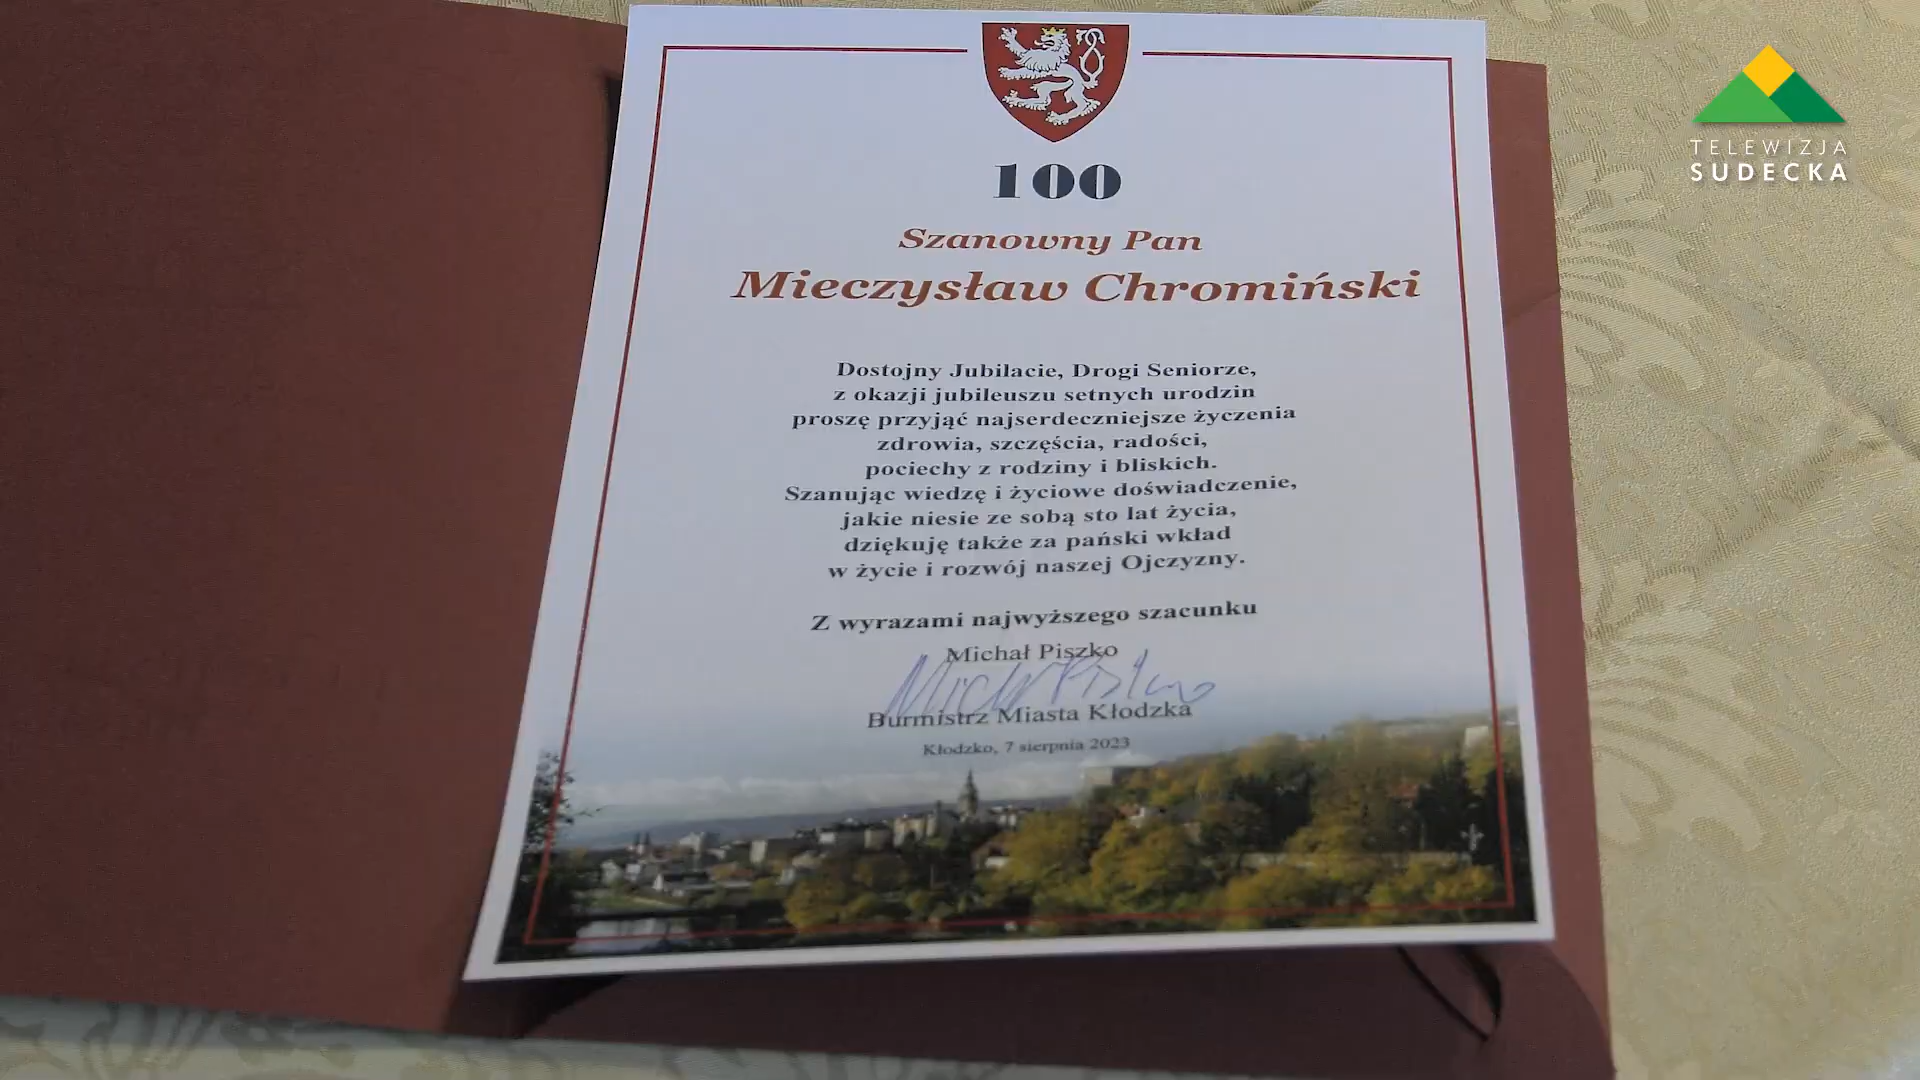 100
Szanowny Pan
Mieczysław Chromiński
Dostojny Jubilacie, Drogi Seniorze,
z okazji jubileuszu setnych urodzin
proszę przyjąć najserdeczniejsze życzenia
zdrowia, szczęścia, radości,
pociechy z rodziny i bliskich.
Szanując wiedzę i życiowe doświadczenie,
jakie niesie ze sobą sto lat życia,
dziękuję także za pański wkład
w życie i rozwój naszej Ojczyzny.
Z wyrazami najwyższego szacunku
Michał Piszko
Michał Piszko
Burmistrz Miasta Kłodzka
Kłodzko, 7 sierpnia 2023
TELEWIZJA
SUDECKA